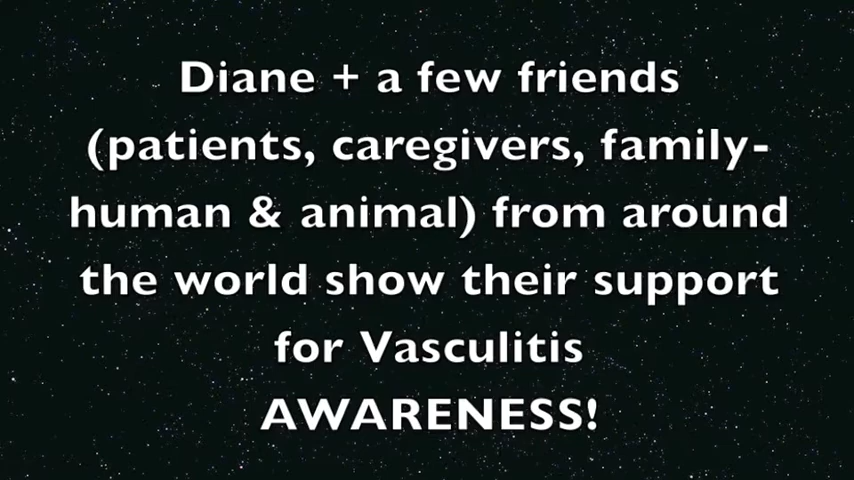 Diane + a few friends
(patients, caregivers, family-
human & animal) from around
the world show their support
for Vasculitis
AWARENESS!